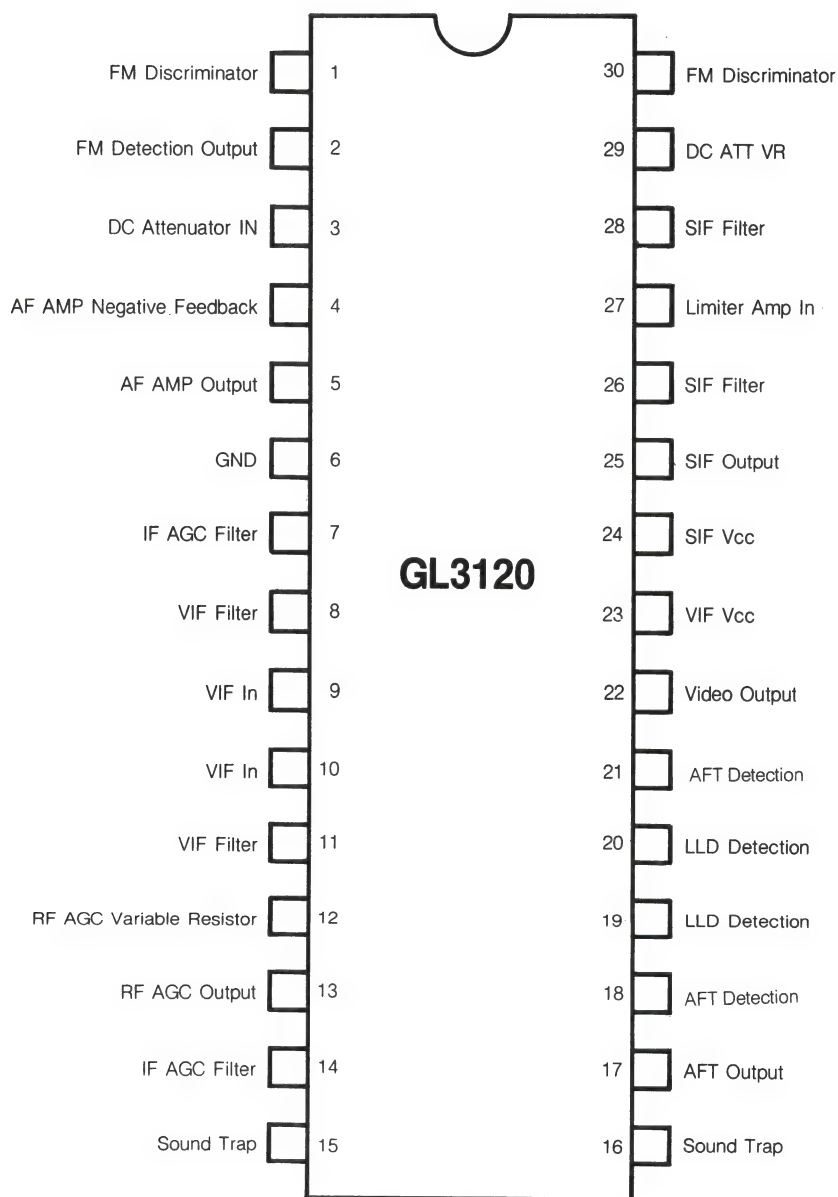 FM Discriminator 1 30 FM Discriminator
FM Detection Output 2 29 DC ATT VR
DC Attenuator IN 3 28 SIF Filter
AF AMP Negative Feedback 4 27 Limiter Amp In
AF AMP Output 5 26 SIF Filter
GND 6 25 SIF Output
IF AGC Filter 7 24 SIF Vcc
GL3120
VIF Filter 8 23 VIF Vcc
VIF In 9 22 Video Output
VIF In 10 21 AFT Detection
VIF Filter 11 20 LLD Detection
RF AGC Variable Resistor 12 19 LLD Detection
RF AGC Output 13 18 AFT Detection
IF AGC Filter 14 17 AFT Output
Sound Trap 15 16 Sound Trap